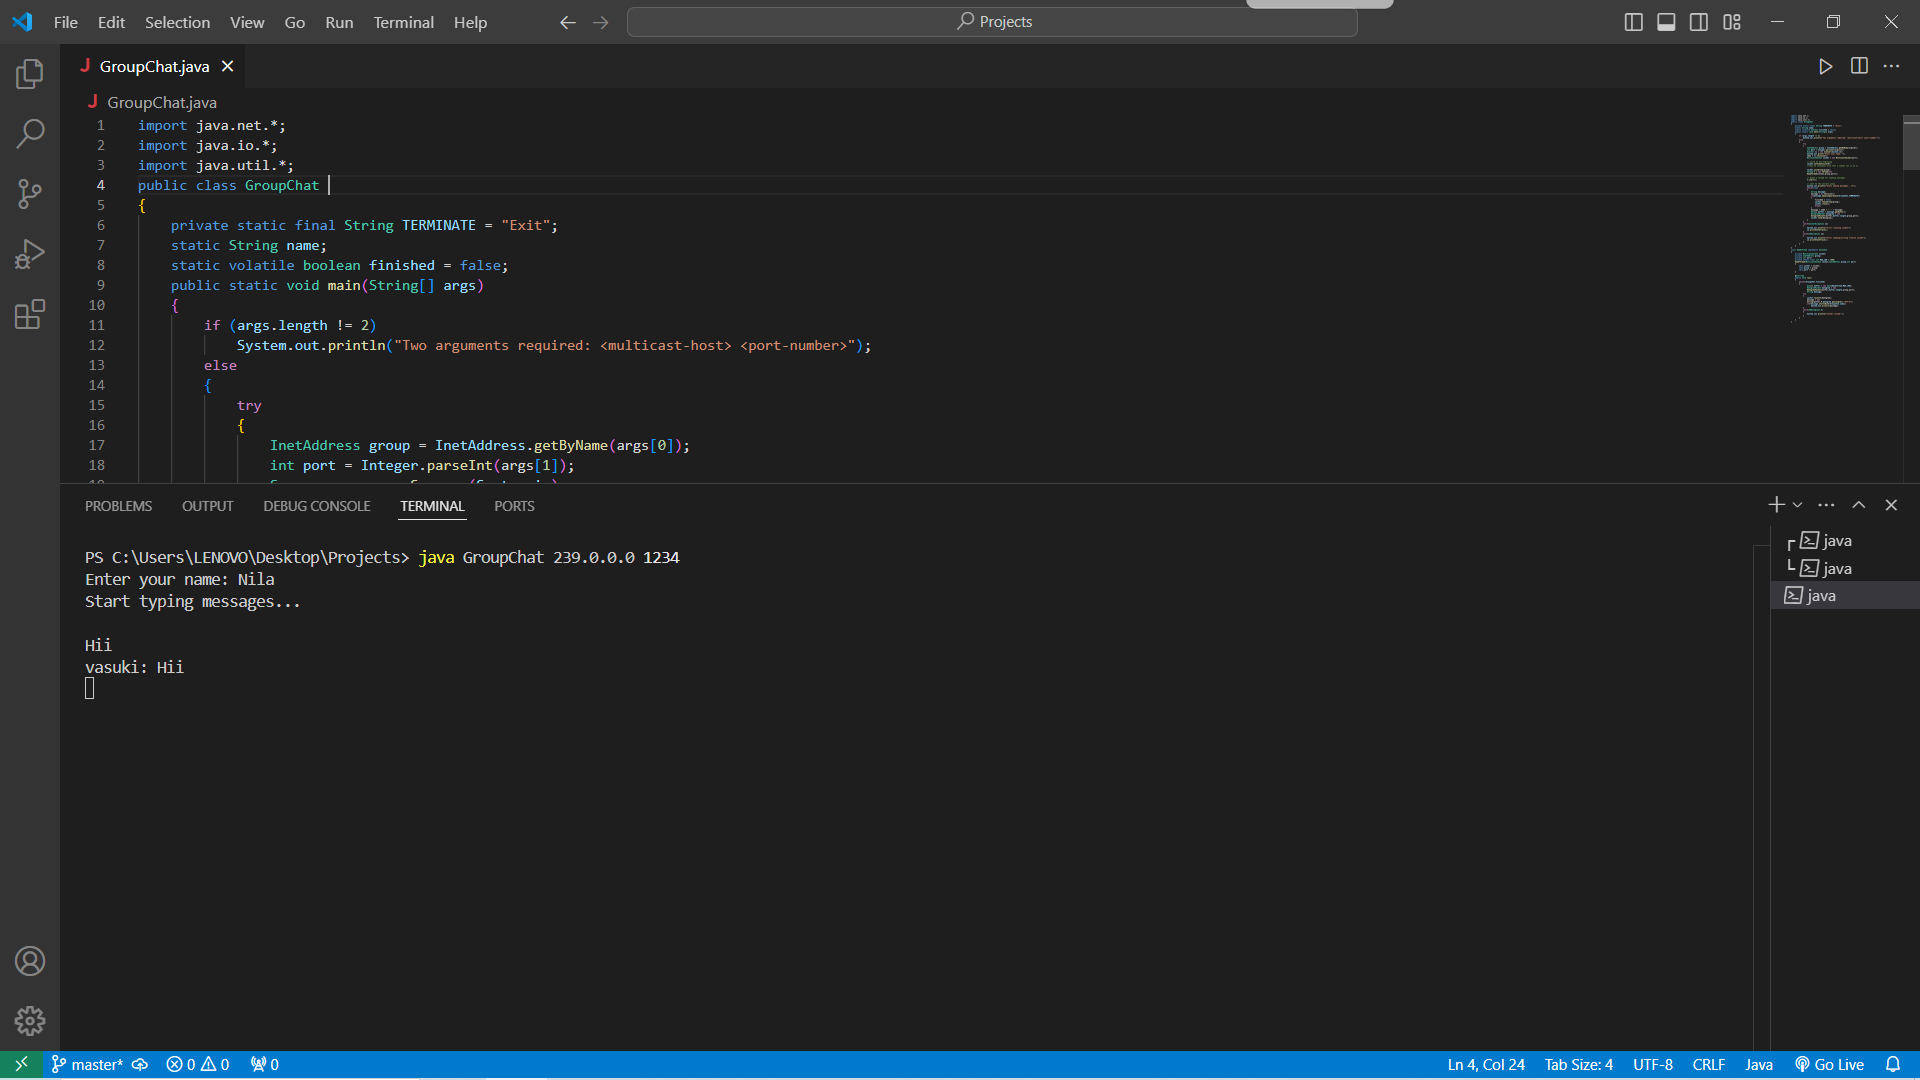 File Edit Selection View Go Run Terminal Help Projects
GroupChat.java
GroupChat.java
1 import java.net.*;
2 import java.io.*;
3 import java.util.*;
4 public class GroupChat
5 {
6 private static final String TERMINATE = "Exit";
7 static String name;
8 static volatile boolean finished = false;
9 public static void main(String[] args)
10 {
11 if (args.length != 2)
12 System.out.println("Two arguments required: <multicast-host> <port-number>");
13 else
14 {
15 try
16 {
17 InetAddress group = InetAddress.getByName(args[0]);
18 int port = Integer.parseInt(args[1]);
PROBLEMS OUTPUT DEBUG CONSOLE TERMINAL PORTS
PS C:\Users\LENOVO\Desktop\Projects> java GroupChat 239.0.0.0 1234
Enter your name: Nila
Start typing messages...
Hii
vasuki: Hii
java
java
java
master* 0 0 0 Ln 4, Col 24 Tab Size: 4 UTF-8 CRLF Java Go Live